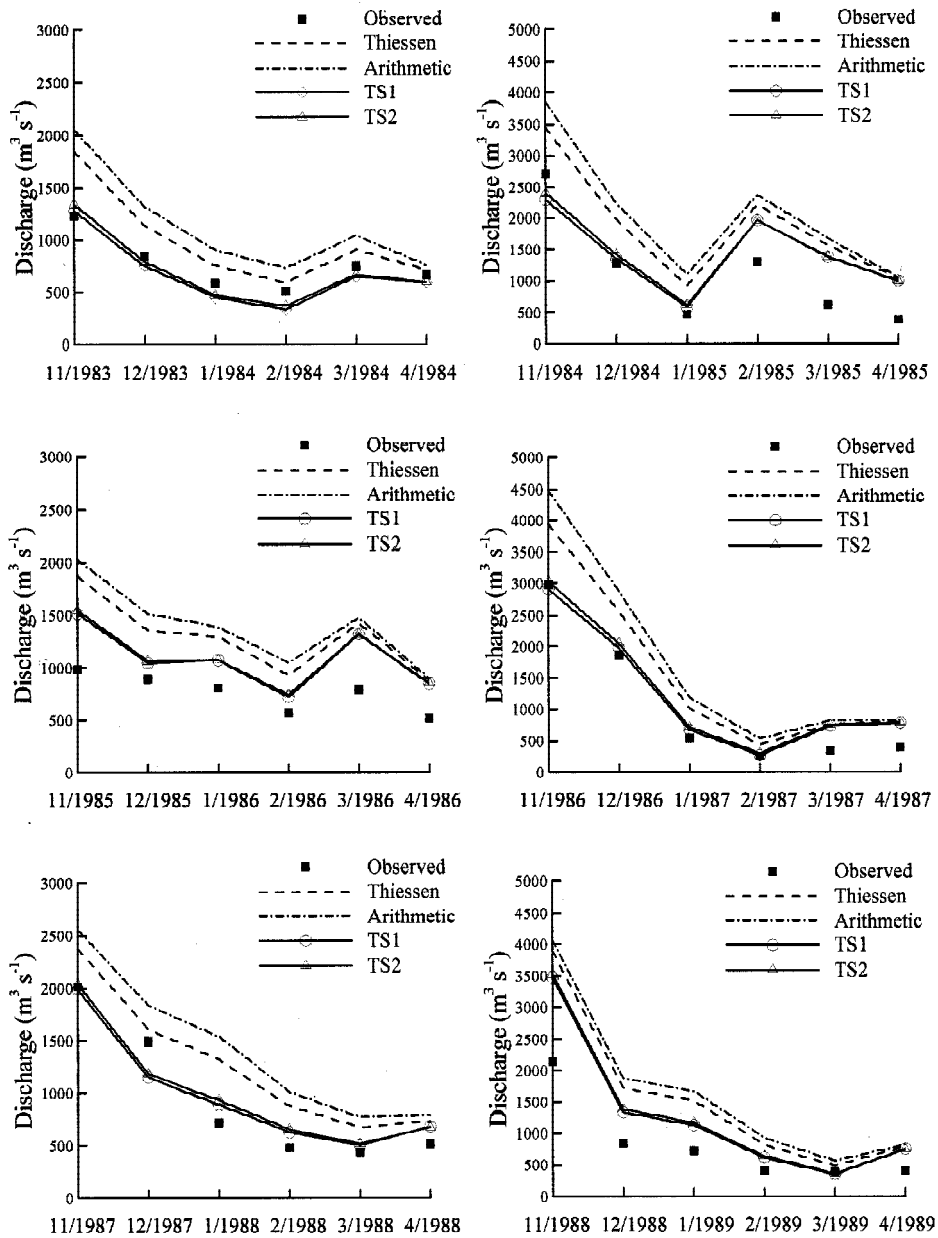 Observed
Thiessen
Arithmetic
TS1
TS2
Discharge (m³ s⁻¹)
3000
2500
2000
1500
1000
500
0
11/1983 12/1983 1/1984 2/1984 3/1984 4/1984
Observed
Thiessen
Arithmetic
TS1
TS2
Discharge (m³ s⁻¹)
5000
4500
4000
3500
3000
2500
2000
1500
1000
500
0
11/1984 12/1984 1/1985 2/1985 3/1985 4/1985
Observed
Thiessen
Arithmetic
TS1
TS2
Discharge (m³ s⁻¹)
3000
2500
2000
1500
1000
500
0
11/1985 12/1985 1/1986 2/1986 3/1986 4/1986
Observed
Thiessen
Arithmetic
TS1
TS2
Discharge (m³ s⁻¹)
5000
4500
4000
3500
3000
2500
2000
1500
1000
500
0
11/1986 12/1986 1/1987 2/1987 3/1987 4/1987
Observed
Thiessen
Arithmetic
TS1
TS2
Discharge (m³ s⁻¹)
3000
2500
2000
1500
1000
500
0
11/1987 12/1987 1/1988 2/1988 3/1988 4/1988
Observed
Thiessen
Arithmetic
TS1
TS2
Discharge (m³ s⁻¹)
5000
4500
4000
3500
3000
2500
2000
1500
1000
500
0
11/1988 12/1988 1/1989 2/1989 3/1989 4/1989